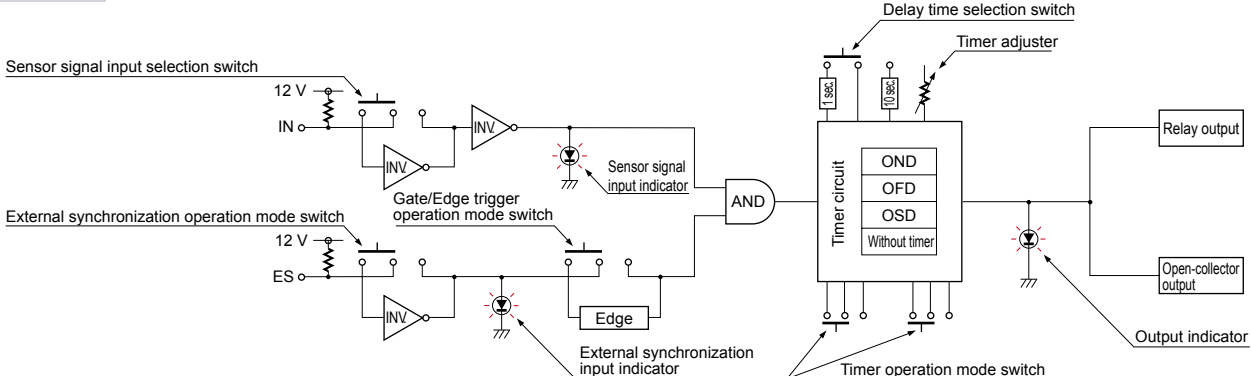 Delay time selection switch
Timer adjuster
Sensor signal input selection switch
12 V
IN
INV.
INV.
Sensor signal
input indicator
1 sec.
10 sec.
Timer circuit
OND
OFD
OSD
Without timer
AND
Relay output
External synchronization operation mode switch
Gate/Edge trigger
operation mode switch
12 V
ES
INV.
Edge
External synchronization
input indicator
Open-collector
output
Output indicator
Timer operation mode switch